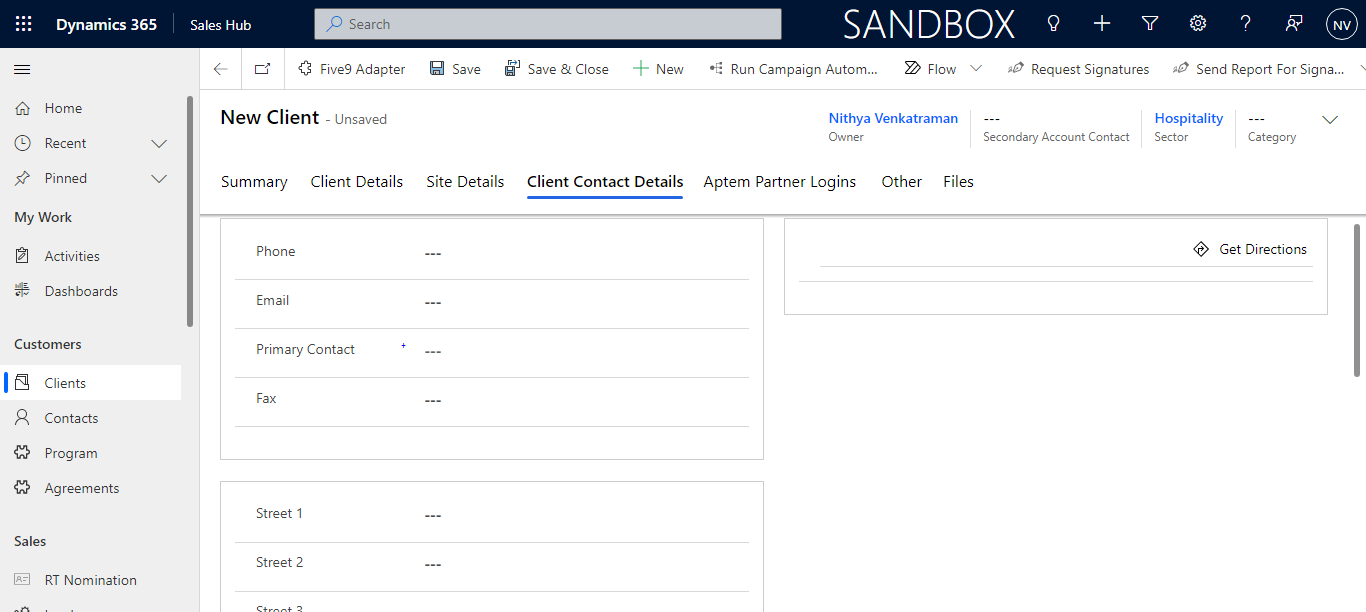 Dynamics 365 Sales Hub Search SANDBOX NV
Five9 Adapter Save Save & Close New Run Campaign Autom... Flow Request Signatures Send Report For Signa...
Home
Recent
Pinned
My Work
Activities
Dashboards
Customers
Clients
Contacts
Program
Agreements
Sales
RT Nomination
New Client - Unsaved
Nithya Venkatraman
Owner
---
Secondary Account Contact
Hospitality
Sector
---
Category
Summary Client Details Site Details Client Contact Details Aptem Partner Logins Other Files
Phone ---
Email ---
Primary Contact + ---
Fax ---
Get Directions
Street 1 ---
Street 2 ---
Street 3